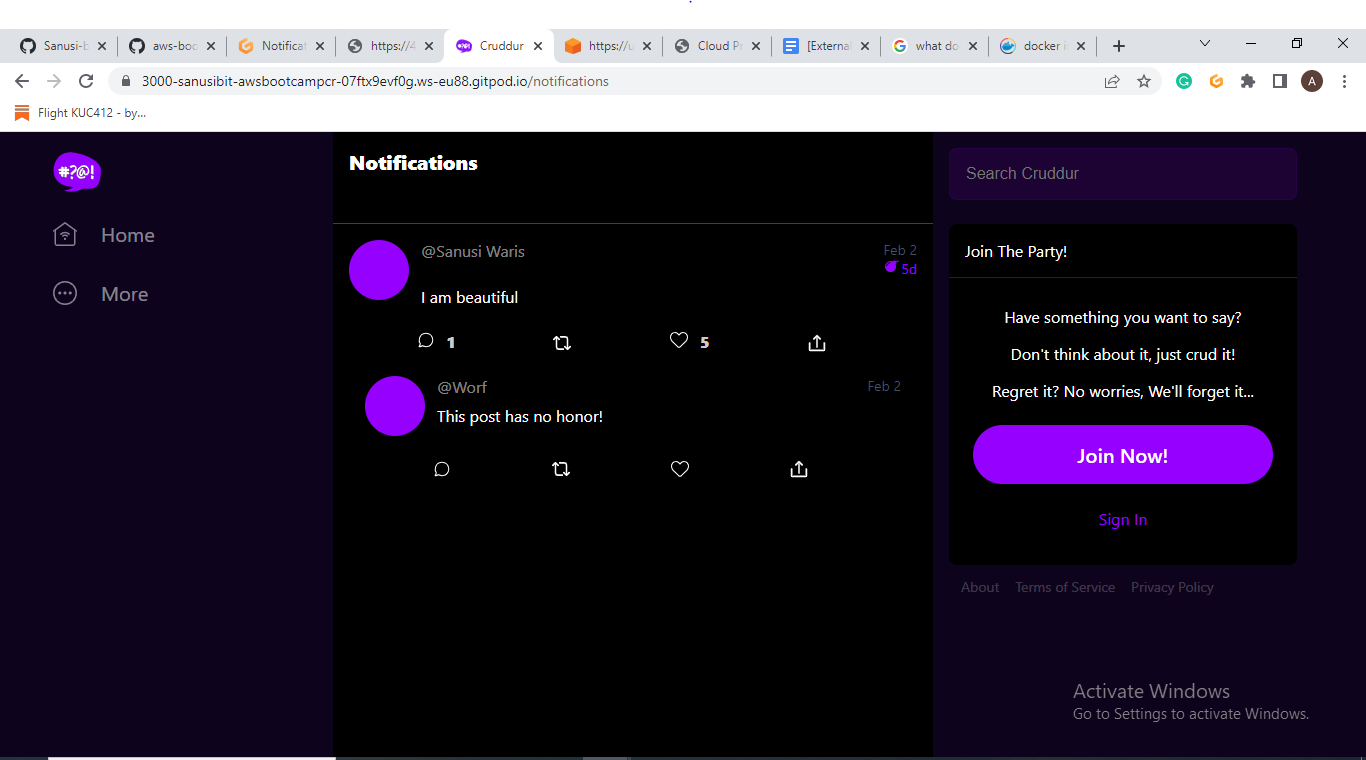 Sanusi-b
aws-boc
Notificat
https://4
Cruddur
https://u
Cloud P
[External
what do
docker i
3000-sanusibit-awsbootcampcr-07ftx9evf0g.ws-eu88.gitpod.io/notifications
A
Flight KUC412 - by...
#?@!
Home
More
Notifications
@Sanusi Waris
Feb 2
5d
I am beautiful
1
5
@Worf
Feb 2
This post has no honor!
Search Cruddur
Join The Party!
Have something you want to say?
Don't think about it, just crud it!
Regret it? No worries, We'll forget it...
Join Now!
Sign In
About Terms of Service Privacy Policy
Activate Windows
Go to Settings to activate Windows.